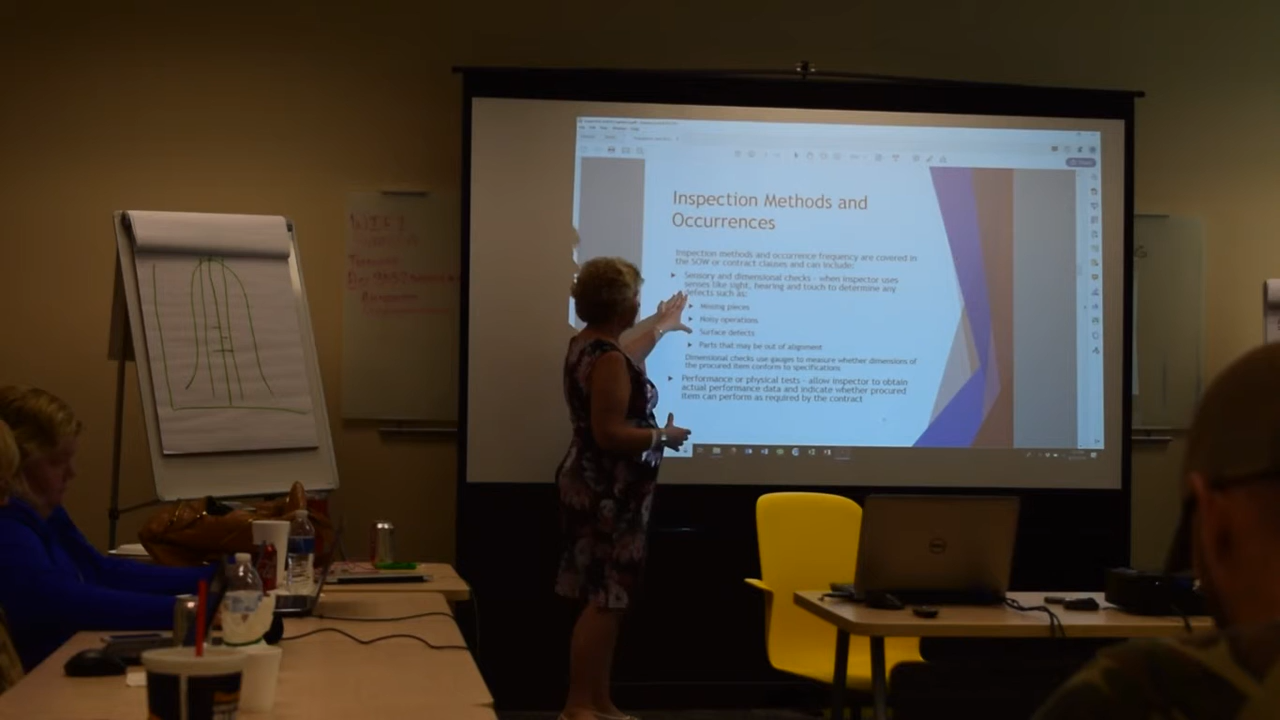 Inspection Methods and
Occurrences
Inspection methods and occurrence frequency are covered in
the SOW or contract clauses and can include:
Sensory and dimensional checks - when inspector uses
senses like sight, hearing and touch to determine any
defects such as:
Missing pieces
Noisy operations
Surface defects
Parts that may be out of alignment
Dimensional checks use gauges to measure whether dimensions of
the procured item conform to specifications
Performance or physical tests - allow inspector to obtain
actual performance data and indicate whether procured
item can perform as required by the contract
DELL